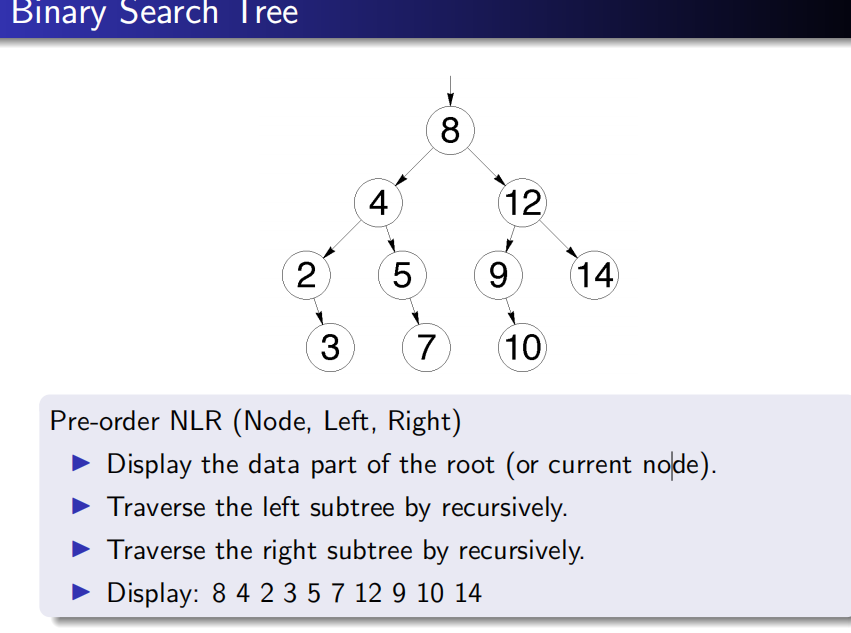 Binary Search Tree
8
4 12
2 5 9 14
3 7 10
Pre-order NLR (Node, Left, Right)
Display the data part of the root (or current node).
Traverse the left subtree by recursively.
Traverse the right subtree by recursively.
Display: 8 4 2 3 5 7 12 9 10 14